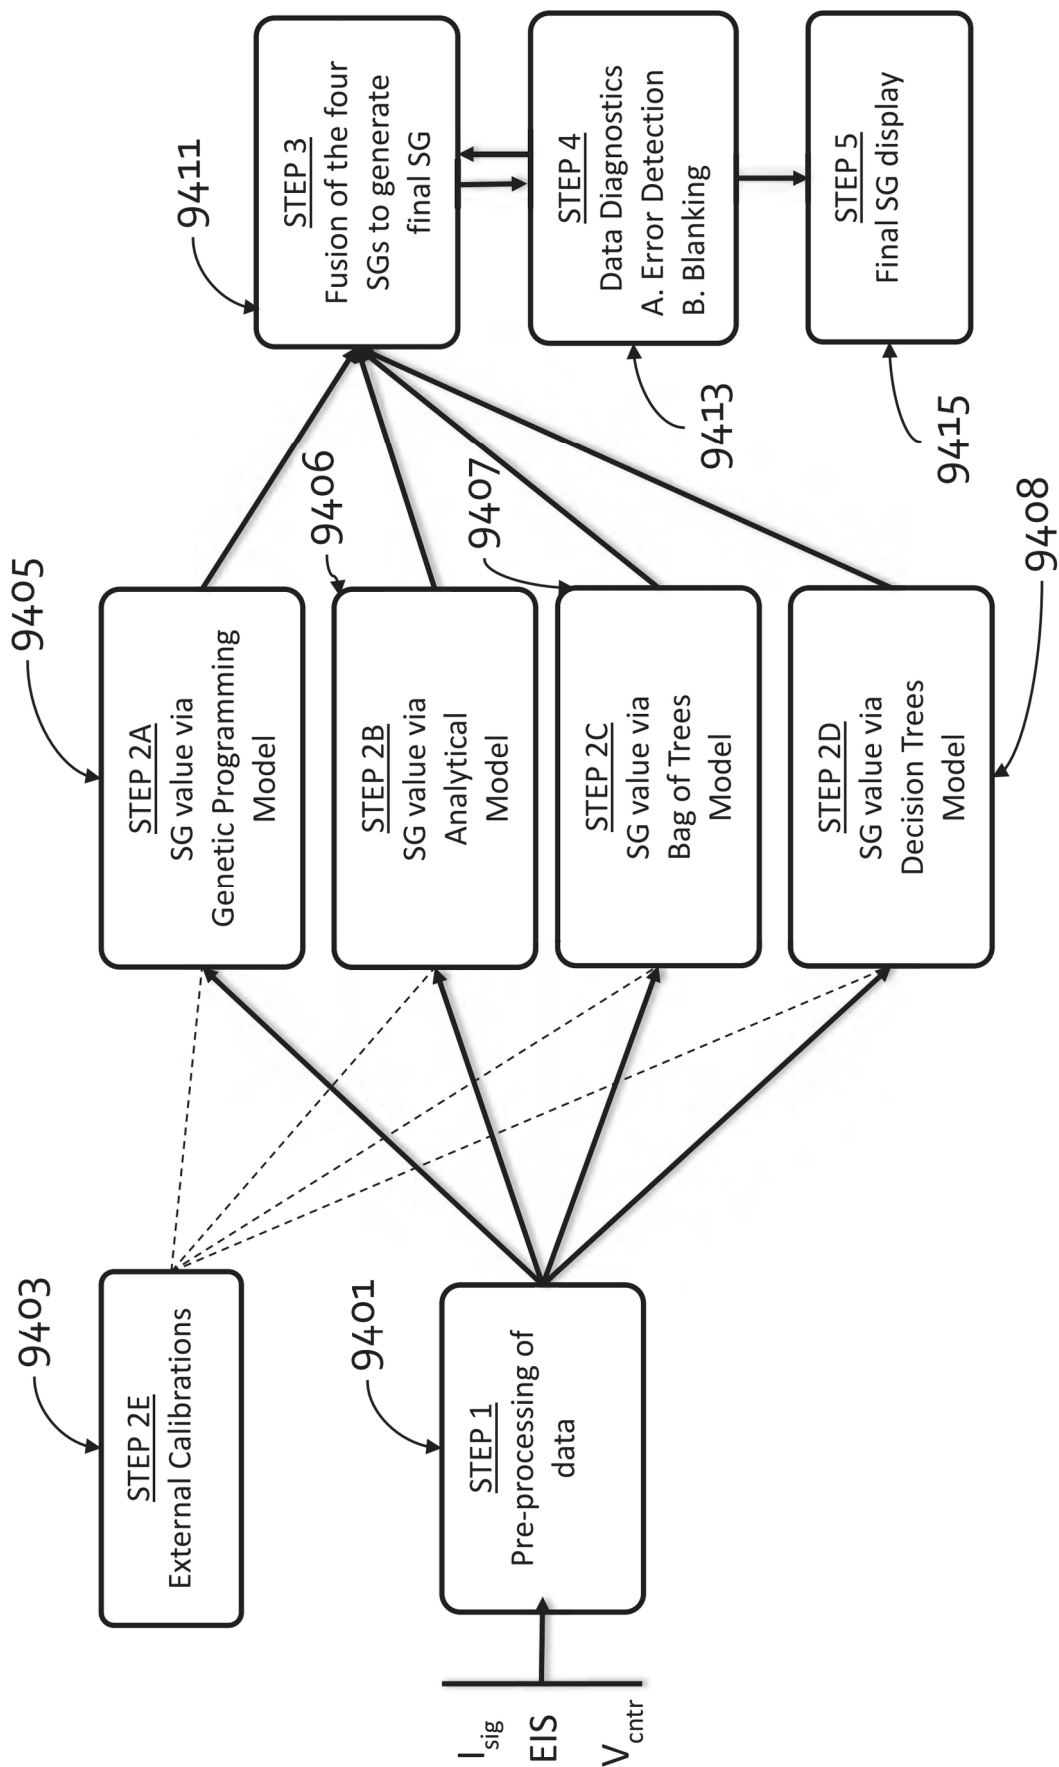 I_sig
EIS
V_cntr
9401
STEP 1
Pre-processing of
data
9403
STEP 2E
External Calibrations
9405
STEP 2A
SG value via
Genetic Programming
Model
9406
STEP 2B
SG value via
Analytical
Model
9407
STEP 2C
SG value via
Bag of Trees
Model
9408
STEP 2D
SG value via
Decision Trees
Model
9411
STEP 3
Fusion of the four
SGs to generate
final SG
9413
STEP 4
Data Diagnostics
A. Error Detection
B. Blanking
9415
STEP 5
Final SG display